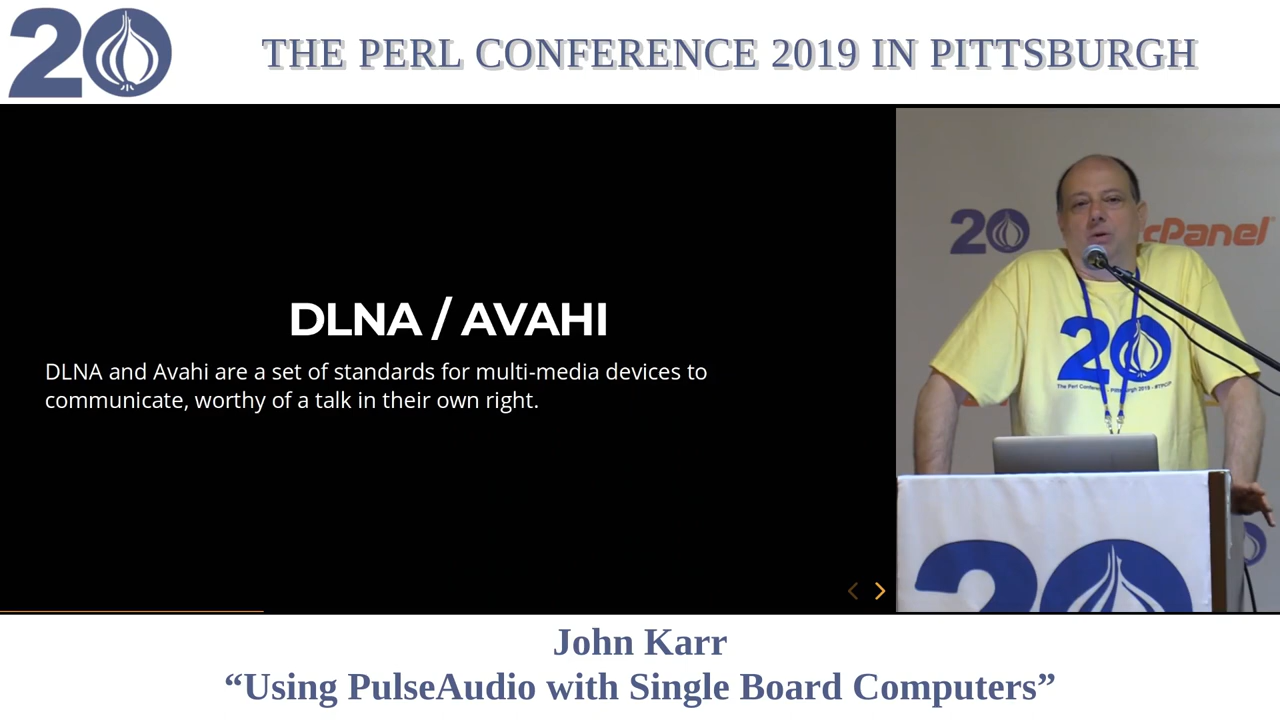 20
THE PERL CONFERENCE 2019 IN PITTSBURGH
DLNA / AVAHI
DLNA and Avahi are a set of standards for multi-media devices to
communicate, worthy of a talk in their own right.
20
cPanel
20
20
John Karr
“Using PulseAudio with Single Board Computers”